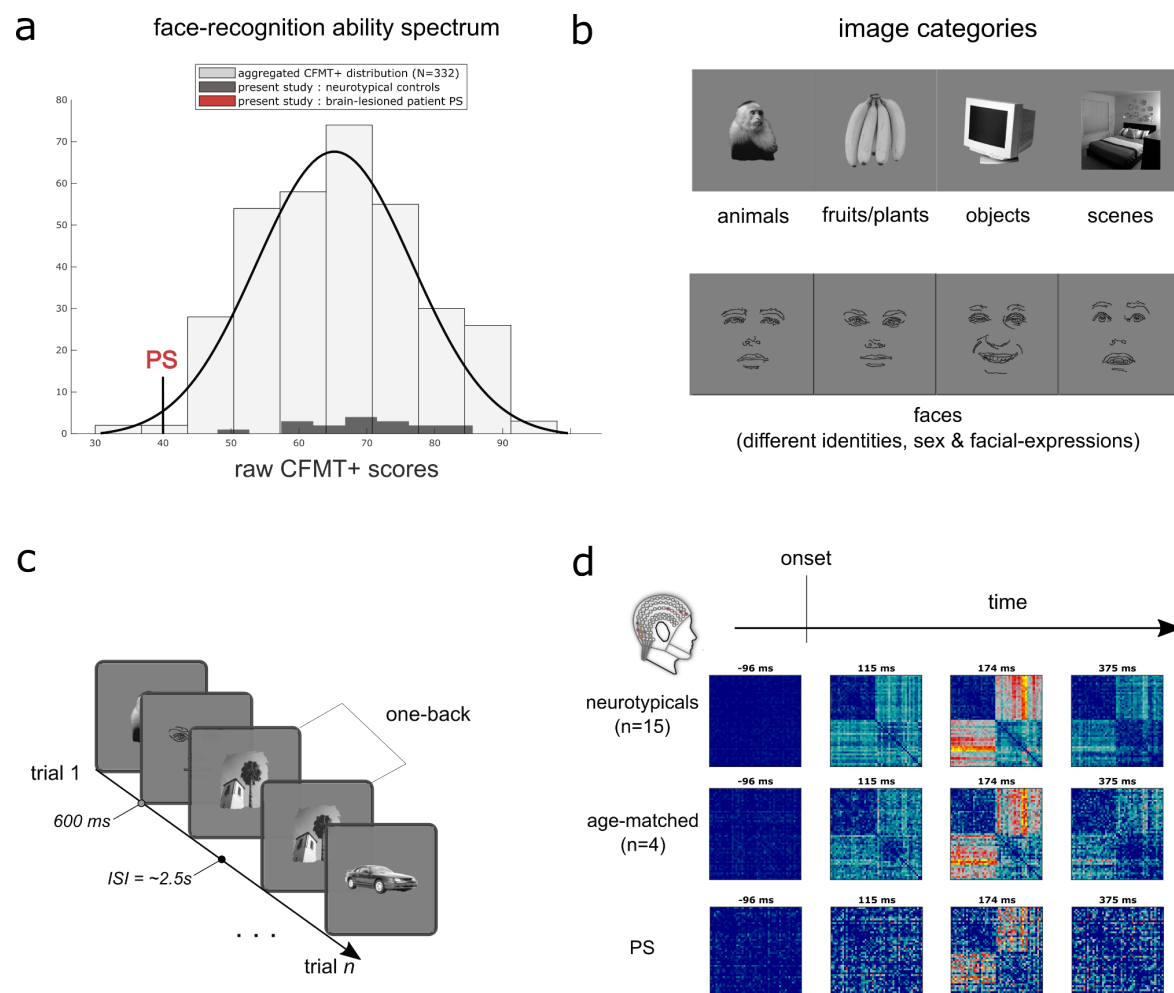 a
face-recognition ability spectrum
aggregated CFMT+ distribution (N=332)
present study : neurotypical controls
present study : brain-lesioned patient PS
80
70
60
50
40
30
20
10
0
PS
30 40 50 60 70 80 90
raw CFMT+ scores
b
image categories
animals fruits/plants objects scenes
faces
(different identities, sex & facial-expressions)
c
one-back
trial 1
600 ms
ISI = ~2.5s
. . .
trial n
d
onset
time
-96 ms 115 ms 174 ms 375 ms
neurotypicals
(n=15)
-96 ms 115 ms 174 ms 375 ms
age-matched
(n=4)
-96 ms 115 ms 174 ms 375 ms
PS